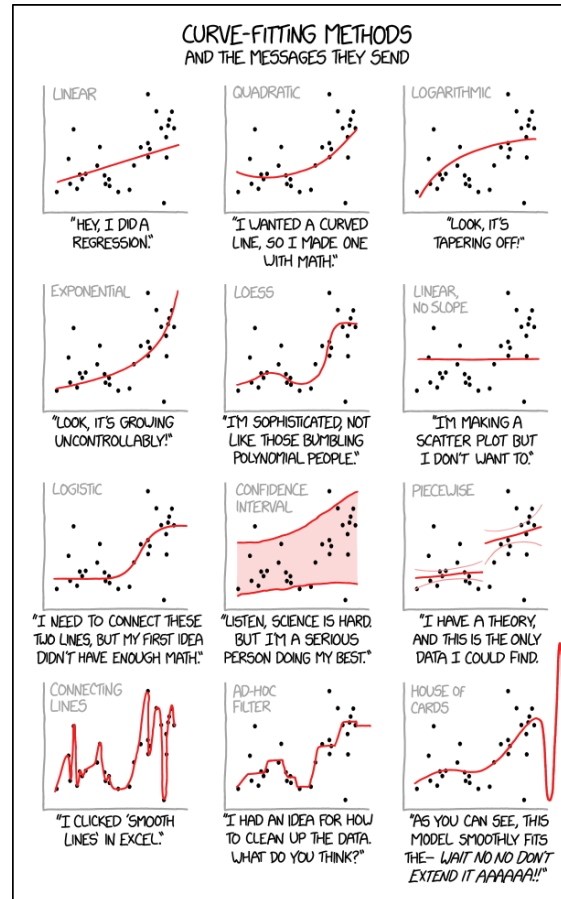 CURVE-FITTING METHODS
AND THE MESSAGES THEY SEND
LINEAR
"HEY, I DID A
REGRESSION."
QUADRATIC
"I WANTED A CURVED
LINE, SO I MADE ONE
WITH MATH."
LOGARITHMIC
"LOOK, IT'S
TAPERING OFF!"
EXPONENTIAL
"LOOK, IT'S GROWING
UNCONTROLLABLY!"
LOESS
"I'M SOPHISTICATED, NOT
LIKE THOSE BUMBLING
POLYNOMIAL PEOPLE."
LINEAR,
NO SLOPE
"I'M MAKING A
SCATTER PLOT BUT
I DON'T WANT TO."
LOGISTIC
"I NEED TO CONNECT THESE
TWO LINES, BUT MY FIRST IDEA
DIDN'T HAVE ENOUGH MATH."
CONFIDENCE
INTERVAL
"LISTEN, SCIENCE IS HARD.
BUT I'M A SERIOUS
PERSON DOING MY BEST."
PIECEWISE
"I HAVE A THEORY,
AND THIS IS THE ONLY
DATA I COULD FIND.
CONNECTING
LINES
"I CLICKED 'SMOOTH
LINES' IN EXCEL."
AD-HOC
FILTER
"I HAD AN IDEA FOR HOW
TO CLEAN UP THE DATA.
WHAT DO YOU THINK?"
HOUSE OF
CARDS
"AS YOU CAN SEE, THIS
MODEL SMOOTHLY FITS
THE- WAIT NO NO DON'T
EXTEND IT AAAAAA!!"